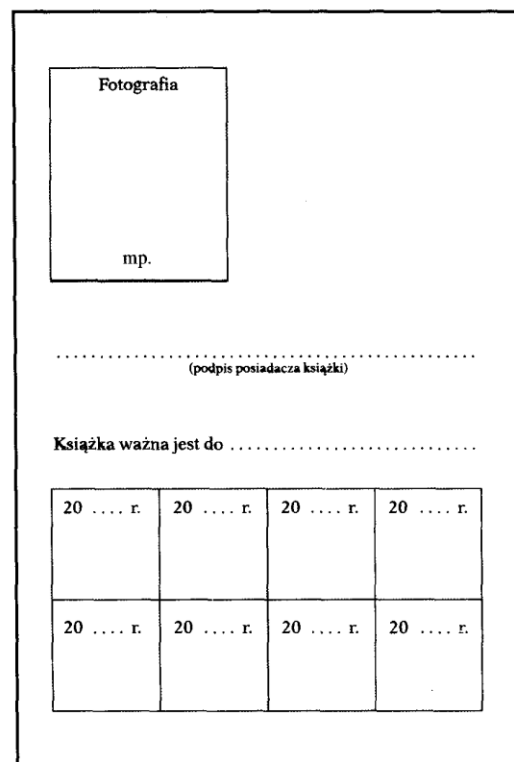 Fotografia
mp.
................................................
(podpis posiadacza książki)
Książka ważna jest do ............................
20 .... r. 20 .... r. 20 .... r. 20 .... r.
20 .... r. 20 .... r. 20 .... r. 20 .... r.